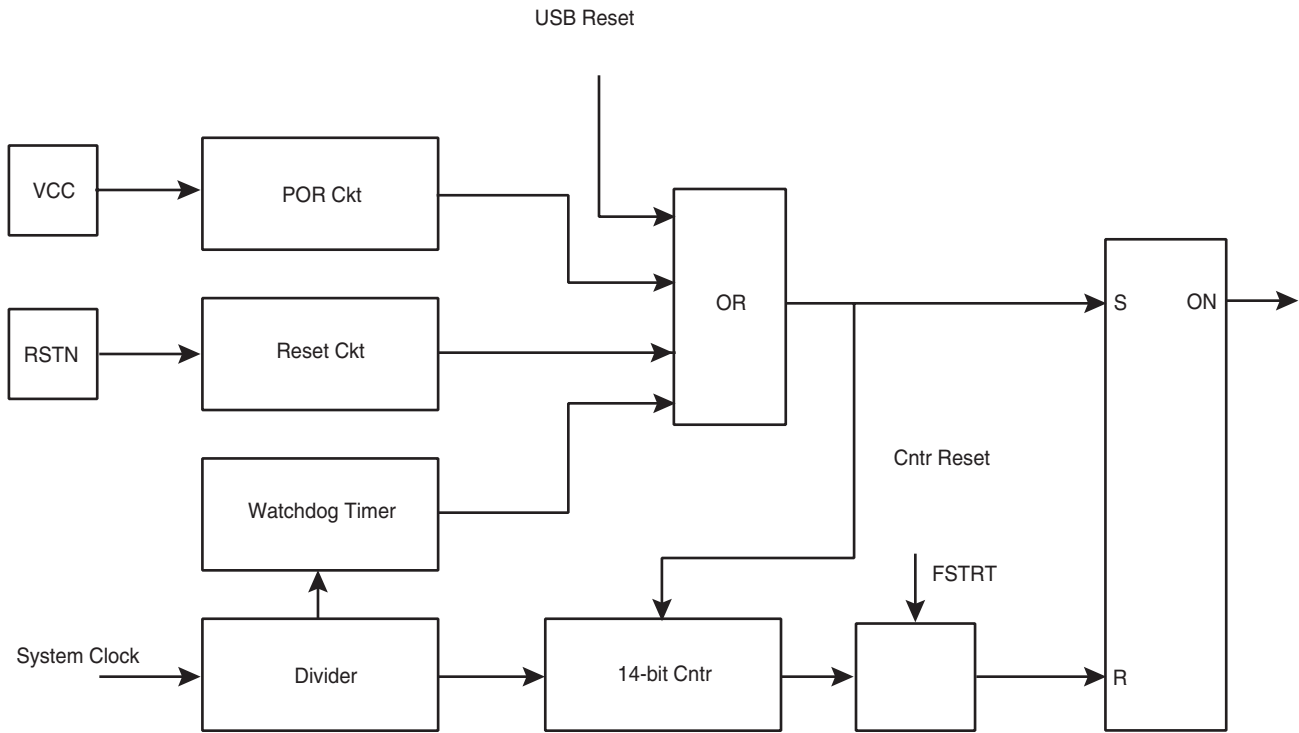 USB Reset
VCC
POR Ckt
OR
S
ON
RSTN
Reset Ckt
Cntr Reset
Watchdog Timer
FSTRT
System Clock
Divider
14-bit Cntr
R